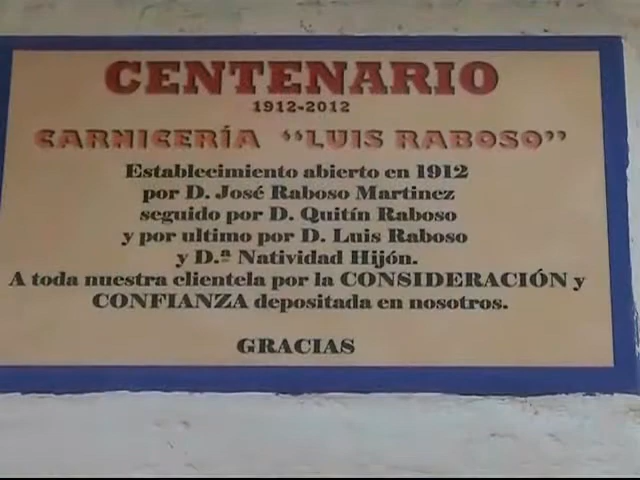 CENTENARIO
1912-2012
CARNICERÍA "LUIS RABOSO"
Establecimiento abierto en 1912
por D. José Raboso Martinez
seguido por D. Quitín Raboso
y por ultimo por D. Luis Raboso
y D.ª Natividad Hijón.
A toda nuestra clientela por la CONSIDERACIÓN y
CONFIANZA depositada en nosotros.
GRACIAS